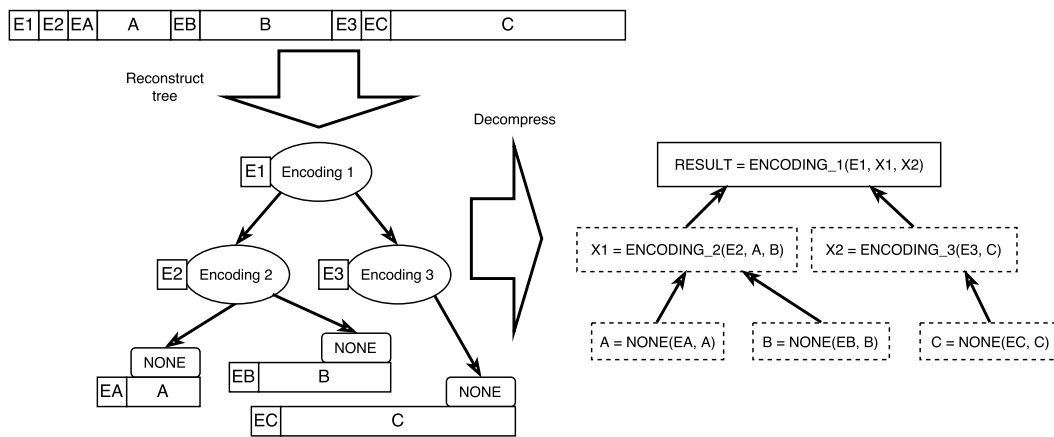 E1 E2 EA A EB B E3 EC C
Reconstruct
tree
Decompress
E1 Encoding 1
RESULT = ENCODING_1(E1, X1, X2)
E2 Encoding 2
E3 Encoding 3
X1 = ENCODING_2(E2, A, B)
X2 = ENCODING_3(E3, C)
NONE
EA A
NONE
EB B
NONE
EC C
A = NONE(EA, A)
B = NONE(EB, B)
C = NONE(EC, C)